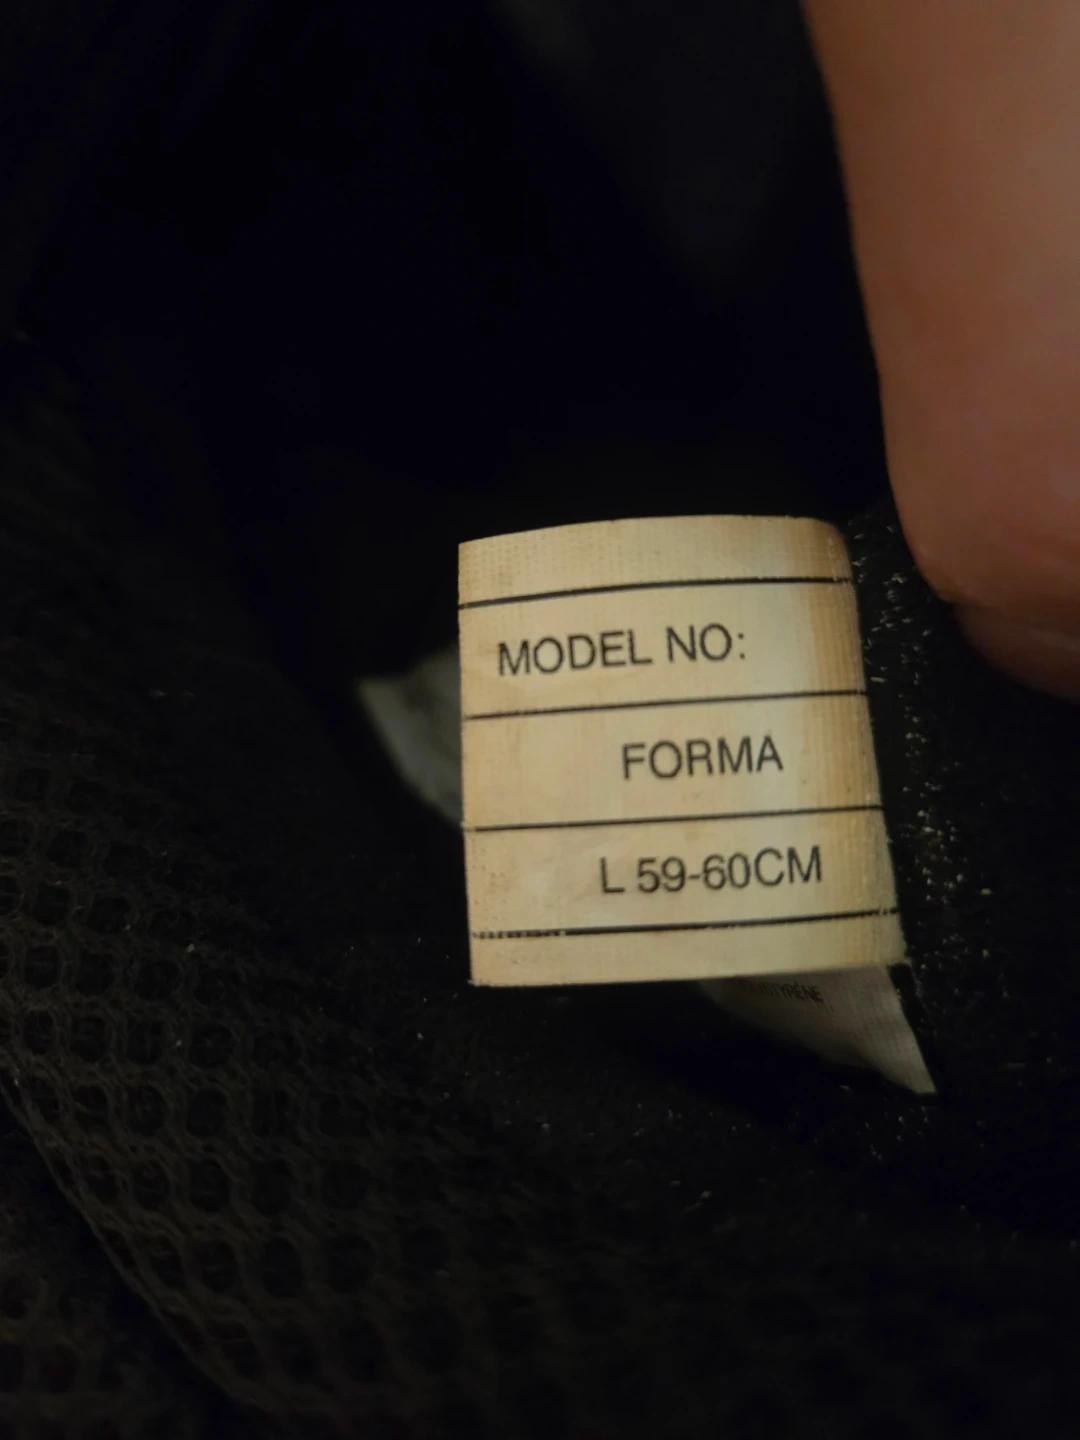 MODEL NO:
FORMA
L 59-60CM